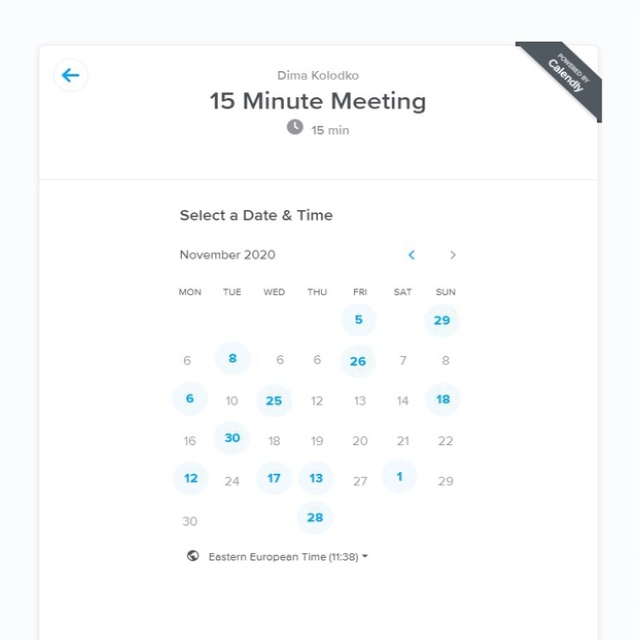 POWERED BY
Calendly
Dima Kolodko
15 Minute Meeting
15 min
Select a Date & Time
November 2020
MON TUE WED THU FRI SAT SUN
5 29
6 8 6 6 26 7 8
6 10 25 12 13 14 18
16 30 18 19 20 21 22
12 24 17 13 27 1 29
30 28
Eastern European Time (11:38)